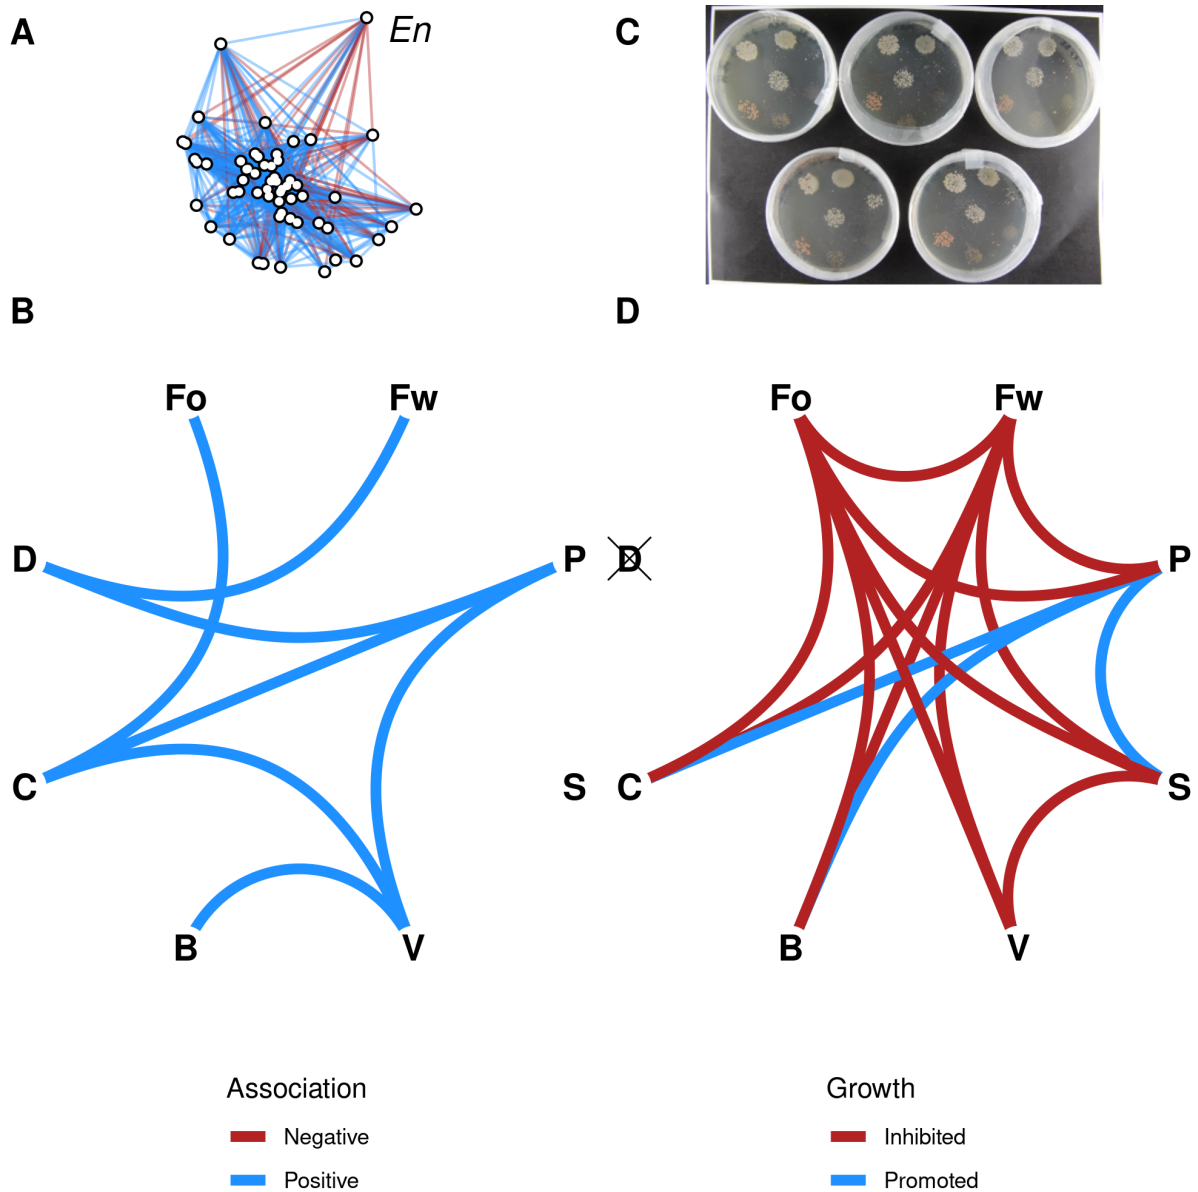 A
En
C
B
D
Fo
Fw
D
P
C
S
B
V
Fo
Fw
D
P
C
S
B
V
Association
Negative
Positive
Growth
Inhibited
Promoted